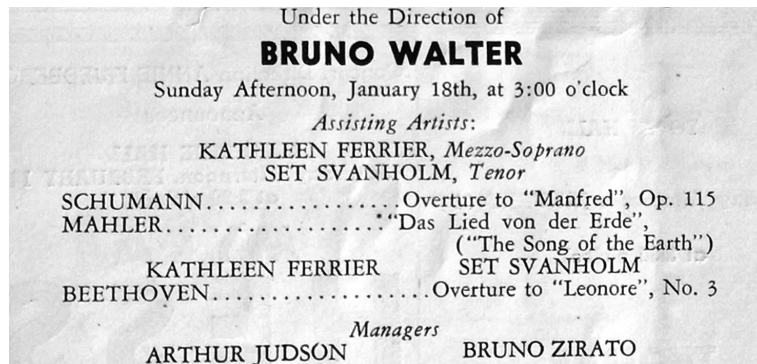 Under the Direction of
BRUNO WALTER
Sunday Afternoon, January 18th, at 3:00 o'clock
Assisting Artists:
KATHLEEN FERRIER, Mezzo-Soprano
SET SVANHOLM, Tenor
SCHUMANN..................Overture to "Manfred", Op. 115
MAHLER....................."Das Lied von der Erde",
("The Song of the Earth")
KATHLEEN FERRIER SET SVANHOLM
BEETHOVEN.....................Overture to "Leonore", No. 3
Managers
ARTHUR JUDSON BRUNO ZIRATO